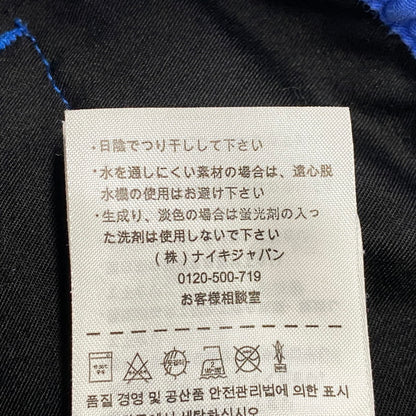 ・日陰でつり干しして下さい
・水を通しにくい素材の場合は、遠心脱
水機の使用はお避け下さい
・生成り、淡色の場合は蛍光剤の入っ
た洗剤は使用しないで下さい
(株)ナイキジャパン
0120-500-719
お客様相談室
품질 경영 및 공산품 안전관리법에 의한 표시